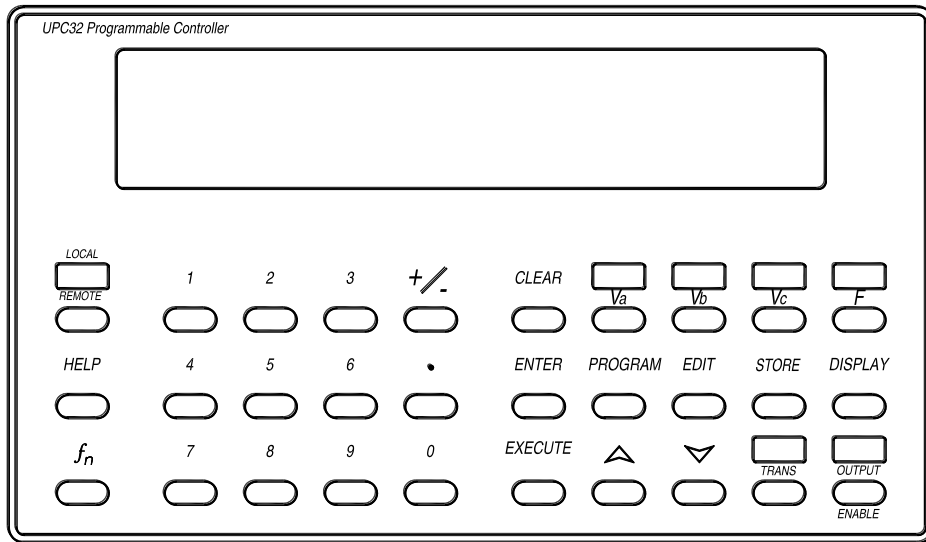 UPC32 Programmable Controller
LOCAL
REMOTE
1 2 3 +/- CLEAR Va Vb Vc F
HELP 4 5 6 . ENTER PROGRAM EDIT STORE DISPLAY
fn 7 8 9 0 EXECUTE
TRANS OUTPUT
ENABLE